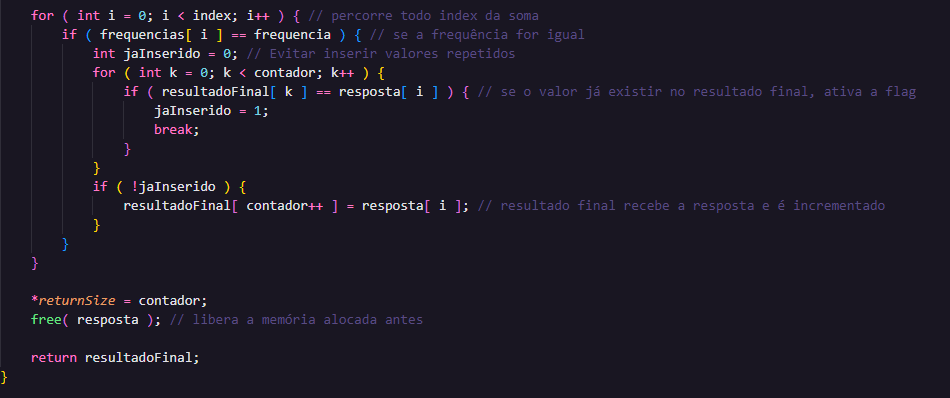 for ( int i = 0; i < index; i++ ) { // percorre todo index da soma
if ( frequencias[ i ] == frequencia ) { // se a frequência for igual
int jaInserido = 0; // Evitar inserir valores repetidos
for ( int k = 0; k < contador; k++ ) {
if ( resultadoFinal[ k ] == resposta[ i ] ) { // se o valor já existir no resultado final, ativa a flag
jaInserido = 1;
break;
}
}
if ( !jaInserido ) {
resultadoFinal[ contador++ ] = resposta[ i ]; // resultado final recebe a resposta e é incrementado
}
}
}
*returnSize = contador;
free( resposta ); // libera a memória alocada antes
return resultadoFinal;
}